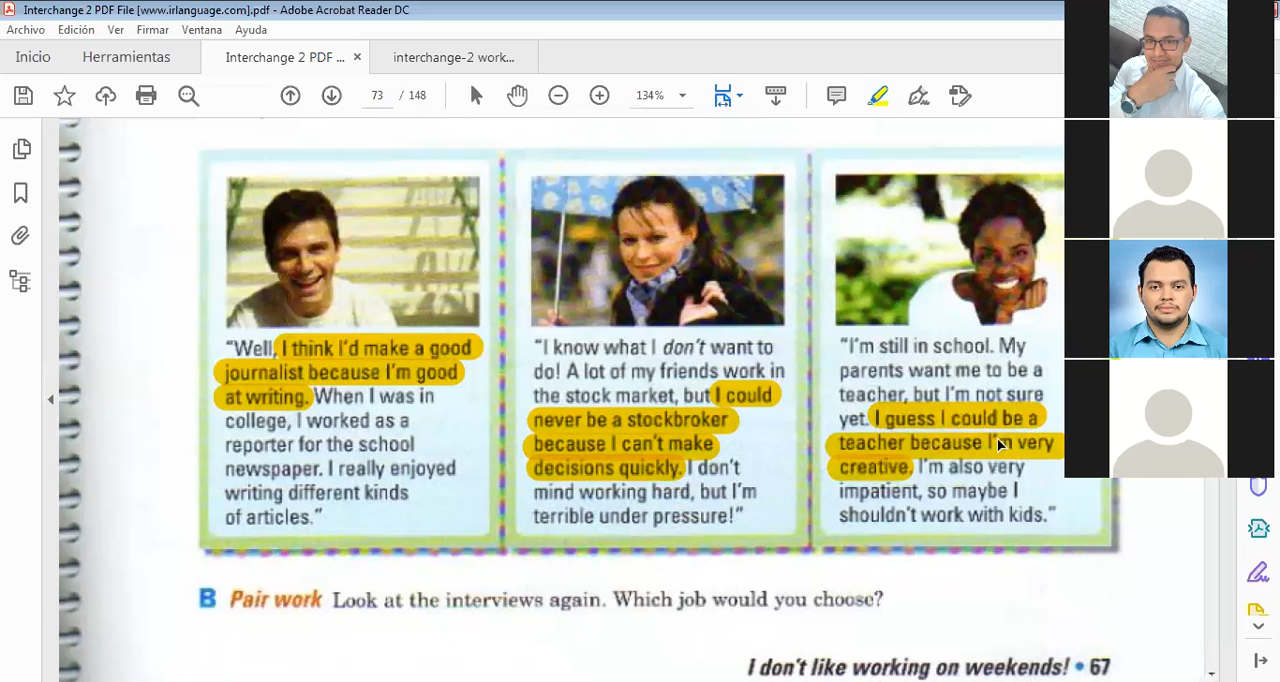 Interchange 2 PDF File [www.irlanguage.com].pdf - Adobe Acrobat Reader DC
Archivo Edición Ver Firmar Ventana Ayuda
Inicio Herramientas Interchange 2 PDF ... × interchange-2 work...
73 / 148 134%
"Well, I think I'd make a good
journalist because I'm good
at writing. When I was in
college, I worked as a
reporter for the school
newspaper. I really enjoyed
writing different kinds
of articles."
"I know what I don't want to
do! A lot of my friends work in
the stock market, but I could
never be a stockbroker
because I can't make
decisions quickly. I don't
mind working hard, but I'm
terrible under pressure!"
"I'm still in school. My
parents want me to be a
teacher, but I'm not sure
yet. I guess I could be a
teacher because I'm very
creative. I'm also very
impatient, so maybe I
shouldn't work with kids."
B Pair work Look at the interviews again. Which job would you choose?
I don't like working on weekends! • 67